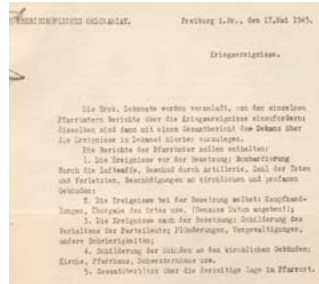 ERZBISCHÖFLICHES ORDINARIAT. Freiburg i.Br., den 17.Mai 1945.
Kriegsereignisse.
Die Erzb. Dekanate werden veranlaßt, von den einzelnen
Pfarrämtern Berichte über die Kriegsereignisse einzufordern;
dieselben sind dann mit einem Gesamtbericht des Dekans über
die Ereignisse im Dekanat hierher vorzulegen.
Die Berichte der Pfarrämter sollen enthalten:
1. Die Ereignisse vor der Besetzung: Bombardierung
durch die Luftwaffe, Beschuß durch Artillerie, Zahl der Toten
und Verletzten, Beschädigungen an kirchlichen und profanen
Gebäuden;
2. Die Ereignisse bei der Besetzung selbst: Kampfhand-
lungen, Übergabe des Ortes usw. (Genaues Datum angeben!);
3. Die Ereignisse nach der Besetzung: Schilderung des
Verhaltens der Parteileute; Plünderungen, Vergewaltigungen,
andere Roheiten;
4. Schilderung der Schäden an den kirchlichen Gebäuden:
Kirche, Pfarrhaus, Schwesternhaus usw.
5. Gesamtüberblick über die derzeitige Lage im Pfarrort.